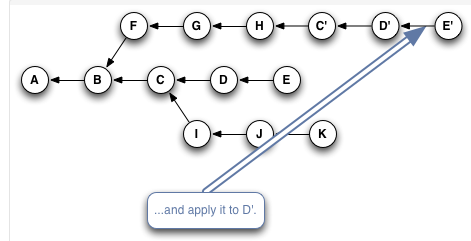 F G H C' D' E'
A B C D E
I J K
...and apply it to D'.